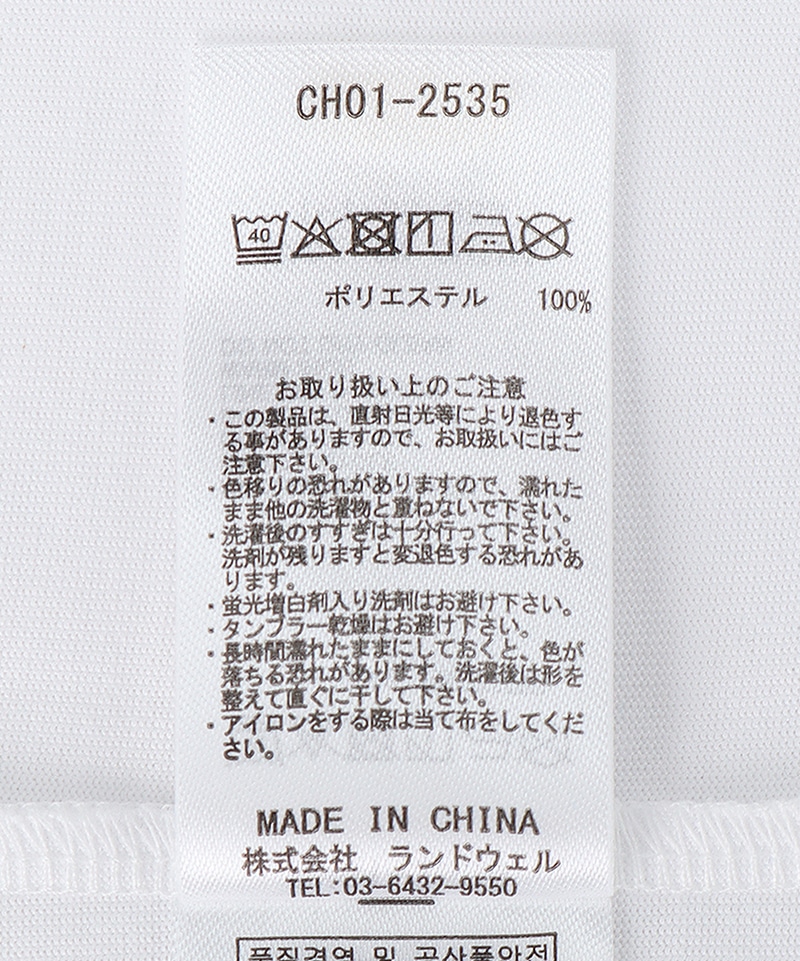 CH01-2535
40
ポリエステル 100%
お取り扱い上のご注意
・この製品は、直射日光等により退色す
る事がありますので、お取扱いにはご
注意下さい。
・色移りの恐れがありますので、濡れた
まま他の洗濯物と重ねないで下さい。
・洗濯後のすすぎは十分行って下さい。
洗剤が残りますと変退色する恐れがあ
ります。
・蛍光増白剤入り洗剤はお避け下さい。
・タンブラー乾燥はお避け下さい。
・長時間濡れたままにしておくと、色が
落ちる恐れがあります。洗濯後は形を
整えて直ぐに干して下さい。
・アイロンをする際は当て布をしてくだ
さい。
MADE IN CHINA
株式会社 ランドウェル
TEL:03-6432-9550
품질경영 및 공산품안전